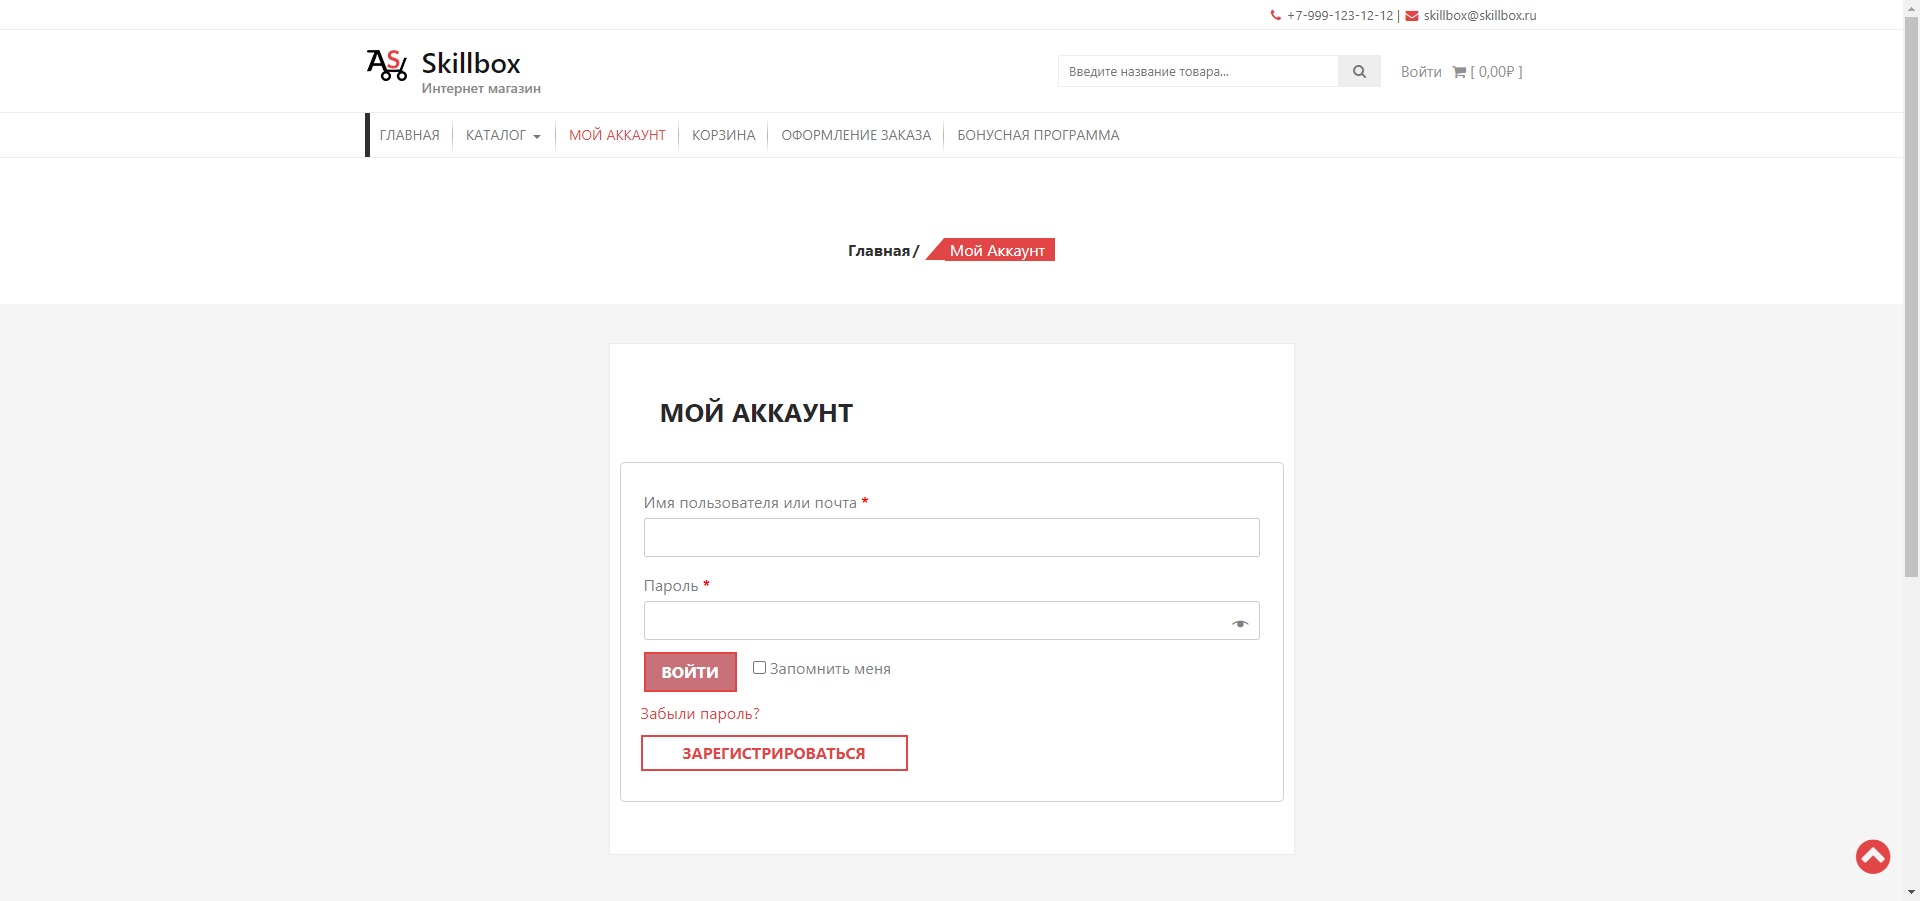 +7-999-123-12-12 | skillbox@skillbox.ru
AS
Skillbox
Интернет магазин
Введите название товара...
Войти [ 0,00₽ ]
ГЛАВНАЯ КАТАЛОГ МОЙ АККАУНТ КОРЗИНА ОФОРМЛЕНИЕ ЗАКАЗА БОНУСНАЯ ПРОГРАММА
Главная / Мой Аккаунт
МОЙ АККАУНТ
Имя пользователя или почта *
Пароль *
ВОЙТИ Запомнить меня
Забыли пароль?
ЗАРЕГИСТРИРОВАТЬСЯ